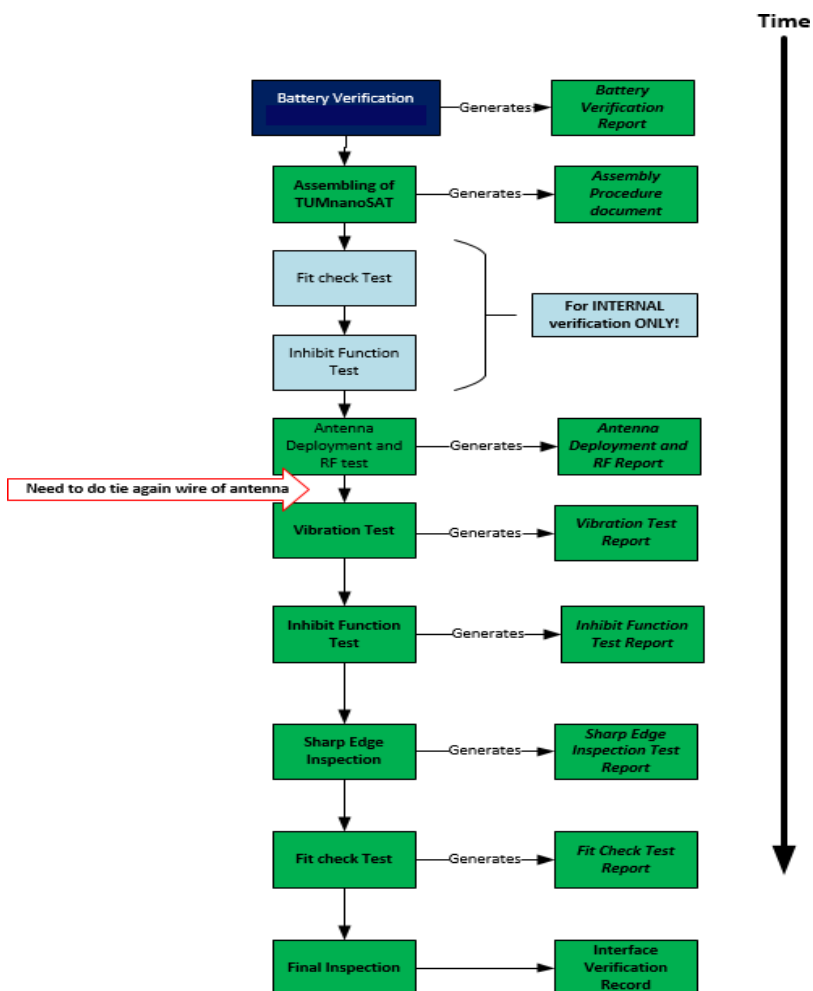 Time
Battery Verification
Generates
Battery
Verification
Report
Assembling of
TUMnanoSAT
Generates
Assembly
Procedure
document
Fit check Test
For INTERNAL
verification ONLY!
Inhibit Function
Test
Antenna
Deployment and
RF test
Generates
Antenna
Deployment and
RF Report
Need to do tie again wire of antenna
Vibration Test
Generates
Vibration Test
Report
Inhibit Function
Test
Generates
Inhibit Function
Test Report
Sharp Edge
Inspection
Generates
Sharp Edge
Inspection Test
Report
Fit check Test
Generates
Fit Check Test
Report
Final Inspection
Interface
Verification
Record